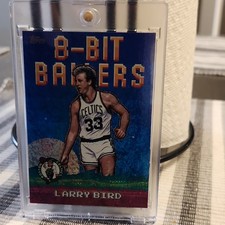 8-BIT
BALLERS
CELTICS
33
LARRY BIRD